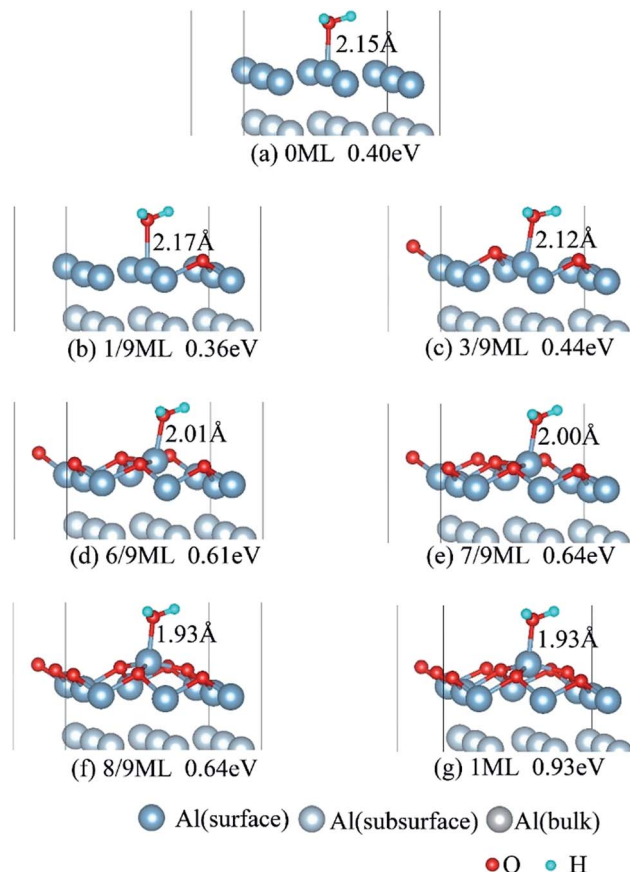 2.15Å
(a) 0ML 0.40eV
2.17Å
2.12Å
(b) 1/9ML 0.36eV
(c) 3/9ML 0.44eV
2.01Å
2.00Å
(d) 6/9ML 0.61eV
(e) 7/9ML 0.64eV
1.93Å
1.93Å
(f) 8/9ML 0.64eV
(g) 1ML 0.93eV
Al(surface) Al(subsurface) Al(bulk)
O H